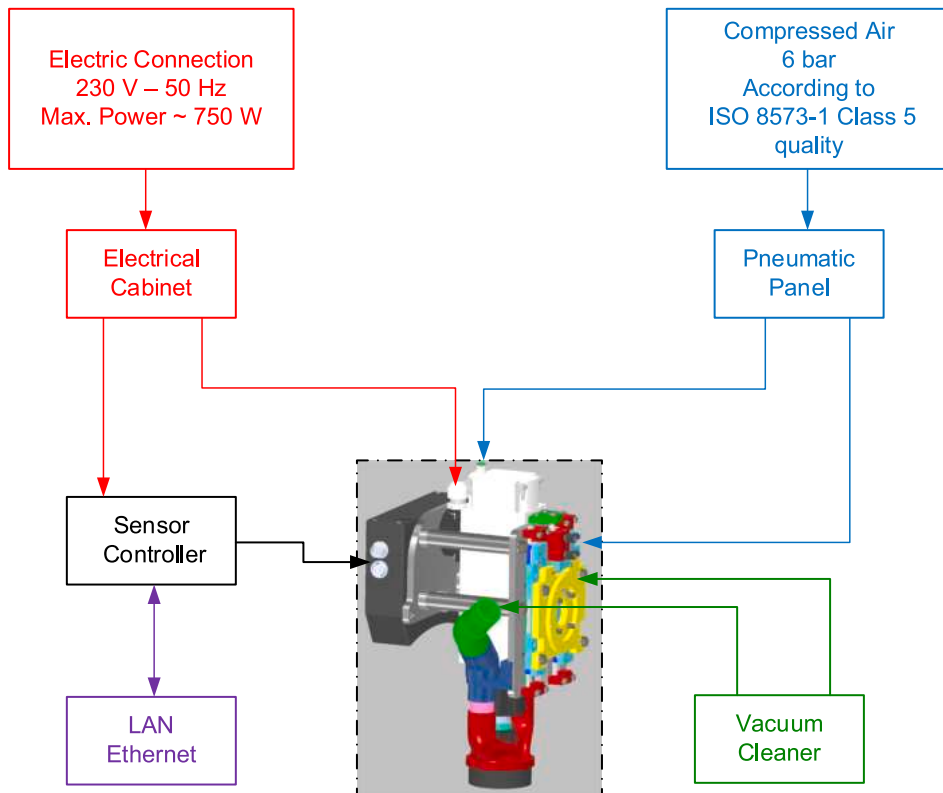 Electric Connection
230 V – 50 Hz
Max. Power ~ 750 W
Compressed Air
6 bar
According to
ISO 8573-1 Class 5
quality
Electrical
Cabinet
Pneumatic
Panel
Sensor
Controller
LAN
Ethernet
Vacuum
Cleaner